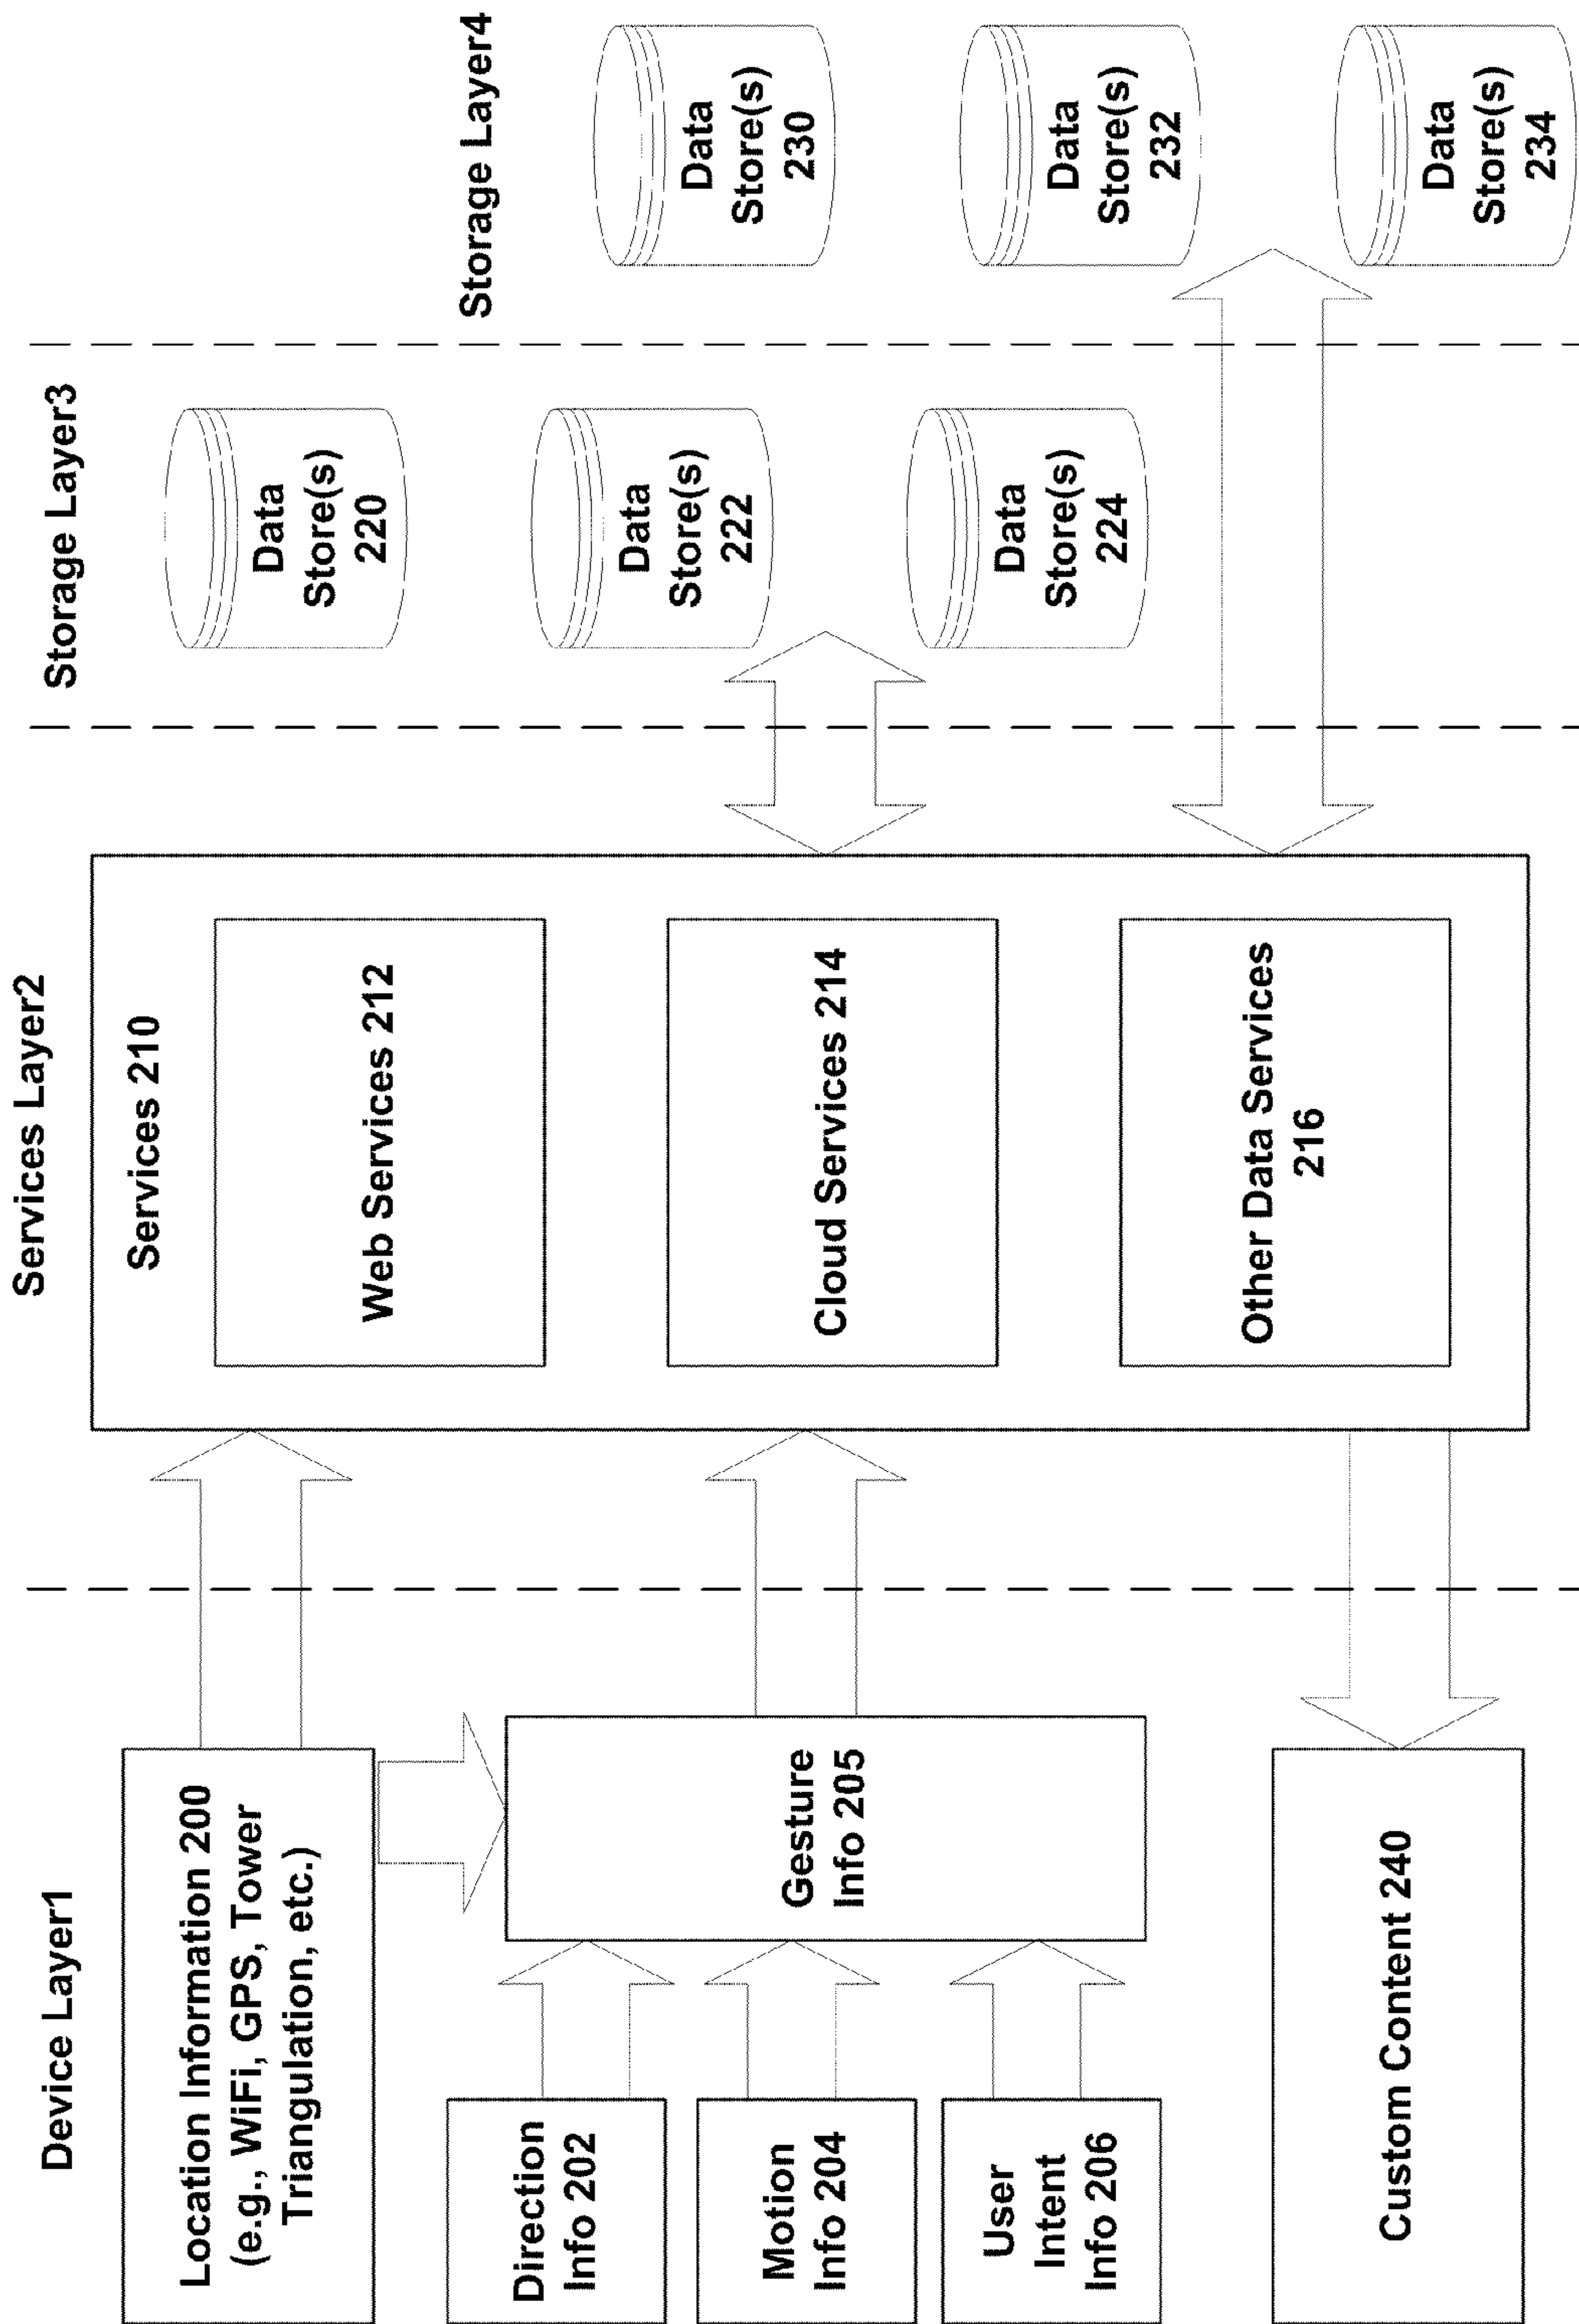 Device Layer1
Location Information 200
(e.g., WiFi, GPS, Tower
Triangulation, etc.)
Direction
Info 202
Motion
Info 204
User
Intent
Info 206
Gesture
Info 205
Custom Content 240
Services Layer2
Services 210
Web Services 212
Cloud Services 214
Other Data Services
216
Storage Layer3
Data
Store(s)
220
Data
Store(s)
222
Data
Store(s)
224
Storage Layer4
Data
Store(s)
230
Data
Store(s)
232
Data
Store(s)
234